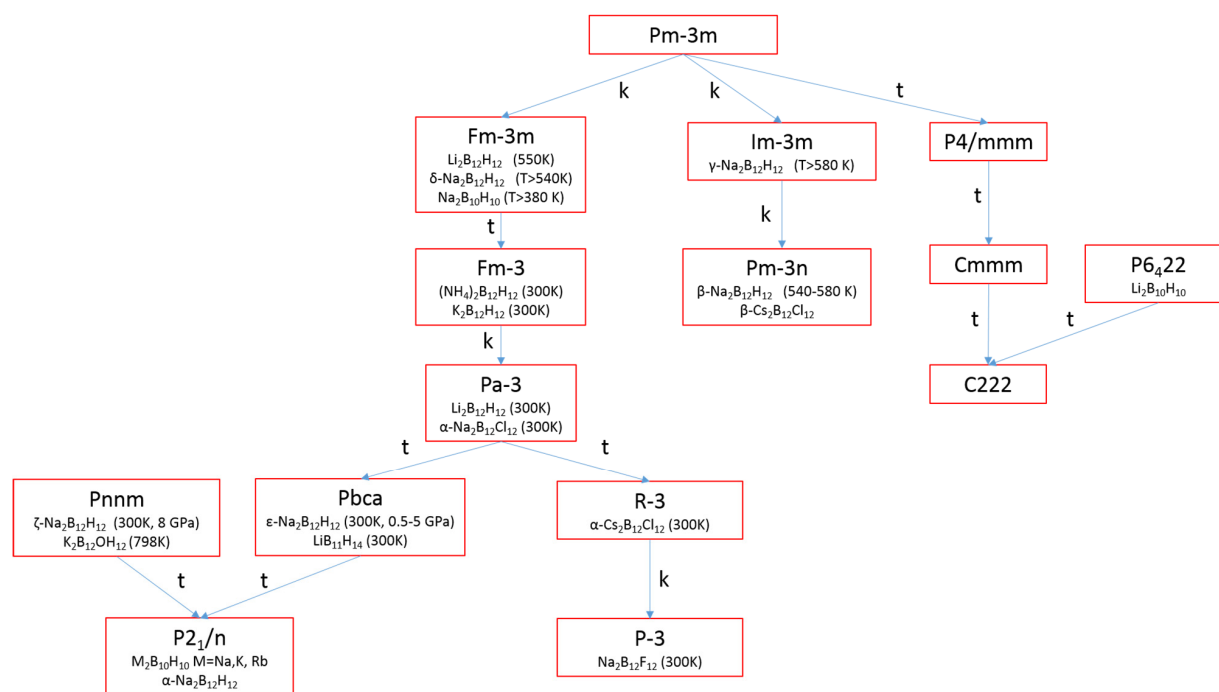 Pm-3m
k
k
t
Fm-3m
Li₂B₁₂H₁₂ (550K)
δ-Na₂B₁₂H₁₂ (T>540K)
Na₂B₁₀H₁₀ (T>380 K)
Im-3m
γ-Na₂B₁₂H₁₂ (T>580 K)
P4/mmm
t
k
t
Fm-3
(NH₄)₂B₁₂H₁₂ (300K)
K₂B₁₂H₁₂ (300K)
Pm-3n
β-Na₂B₁₂H₁₂ (540-580 K)
β-Cs₂B₁₂Cl₁₂
Cmmm
P6₄22
Li₂B₁₀H₁₀
k
t
t
Pa-3
Li₂B₁₂H₁₂ (300K)
α-Na₂B₁₂Cl₁₂ (300K)
C222
t
t
Pnnm
ζ-Na₂B₁₂H₁₂ (300K, 8 GPa)
K₂B₁₂OH₁₂ (798K)
Pbca
ε-Na₂B₁₂H₁₂ (300K, 0.5-5 GPa)
LiB₁₁H₁₄ (300K)
R-3
α-Cs₂B₁₂Cl₁₂ (300K)
t
t
k
P2₁/n
M₂B₁₀H₁₀ M=Na,K, Rb
α-Na₂B₁₂H₁₂
P-3
Na₂B₁₂F₁₂ (300K)